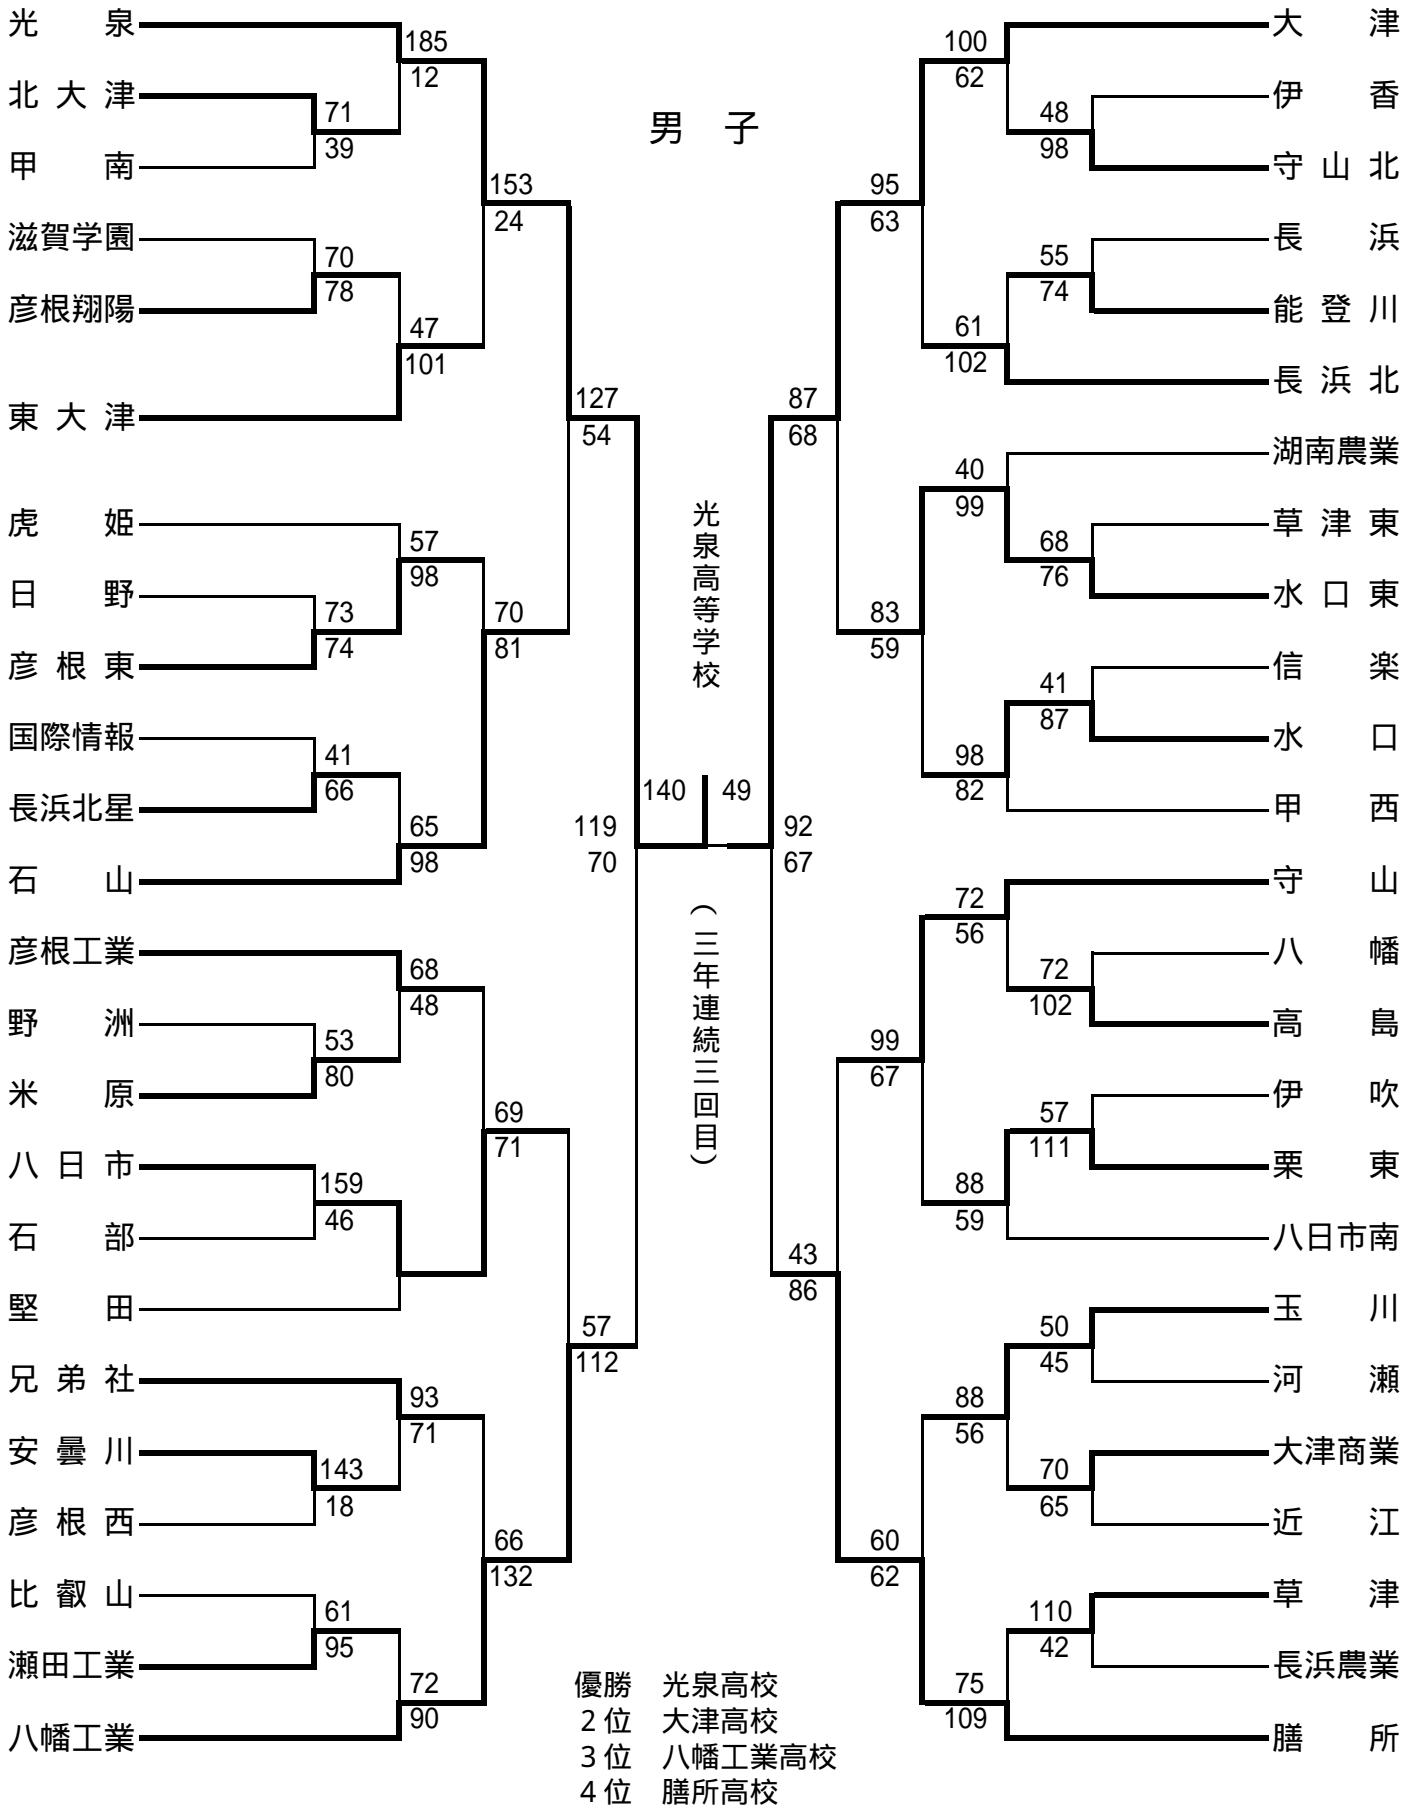 男子
光泉
北大津
甲南
滋賀学園
彦根翔陽
東大津
虎姫
日野
彦根東
国際情報
長浜北星
石山
彦根工業
野洲
米原
八日市
石部
堅田
兄弟社
安曇川
彦根西
比叡山
瀬田工業
八幡工業
71
39
70
78
73
74
41
66
53
80
159
46
143
18
61
95
185
12
47
101
57
98
65
98
68
48
93
71
72
90
153
24
70
81
69
71
66
132
127
54
57
112
119
70
140
49
光泉高等学校
(三年連続三回目)
92
67
87
68
43
86
95
63
83
59
99
67
60
62
100
62
61
102
40
99
98
82
72
56
88
59
88
56
75
109
48
98
55
74
68
76
41
87
72
102
57
111
50
45
70
65
110
42
大津
伊香
守山北
長浜
能登川
長浜北
湖南農業
草津東
水口東
信楽
水口
甲西
守山
八幡
高島
伊吹
栗東
八日市南
玉川
河瀬
大津商業
近江
草津
長浜農業
膳所
優勝 光泉高校
2位 大津高校
3位 八幡工業高校
4位 膳所高校